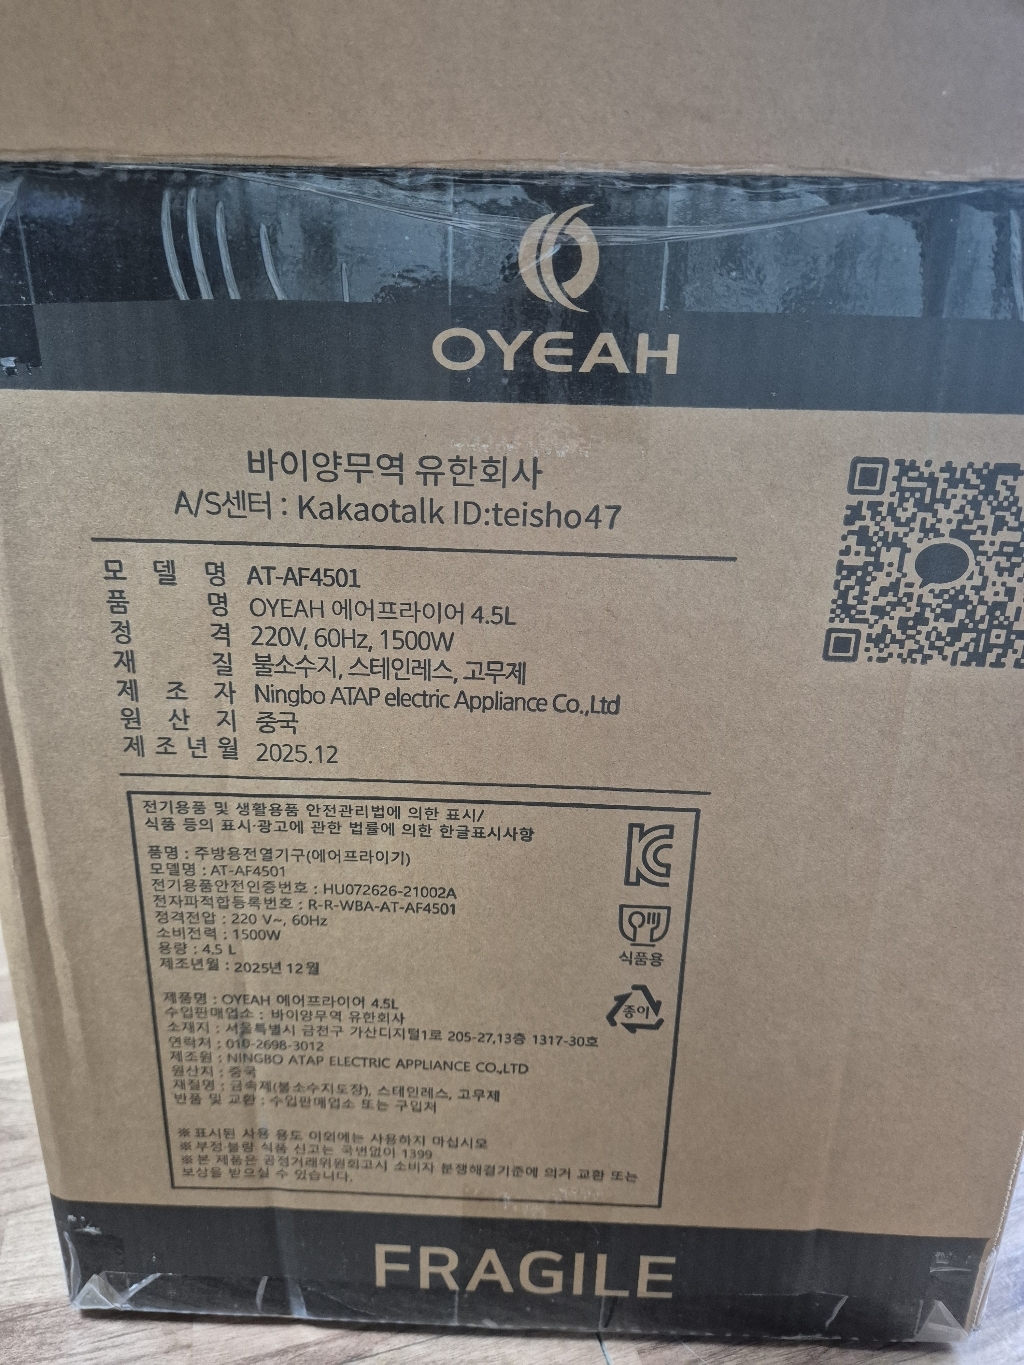 OYEAH
바이양무역 유한회사
A/S센터 : Kakaotalk ID:teisho47
모 델 명 AT-AF4501
품 명 OYEAH 에어프라이어 4.5L
정 격 220V, 60Hz, 1500W
재 질 불소수지, 스테인레스, 고무제
제 조 자 Ningbo ATAP electric Appliance Co.,Ltd
원 산 지 중국
제 조 년 월 2025.12
전기용품 및 생활용품 안전관리법에 의한 표시/
식품 등의 표시·광고에 관한 법률에 의한 한글표시사항
품명 : 주방용전열기구(에어프라이기)
모델명 : AT-AF4501
전기용품안전인증번호 : HU072626-21002A
전자파적합등록번호 : R-R-WBA-AT-AF4501
정격전압 : 220 V~, 60Hz
소비전력 : 1500W
용량 : 4.5 L
제조년월 : 2025년 12월
식품용
종이
제품명 : OYEAH 에어프라이어 4.5L
수입판매업소 : 바이양무역 유한회사
소재지 : 서울특별시 금천구 가산디지털1로 205-27,13층 1317-30호
연락처 : 010-2698-3012
제조원 : NINGBO ATAP ELECTRIC APPLIANCE CO.,LTD
원산지 : 중국
재질명 : 금속제(불소수지도장), 스테인레스, 고무제
반품 및 교환 : 수입판매업소 또는 구입처
※ 표시된 사용 용도 이외에는 사용하지 마십시오
※ 부정·불량 식품 신고는 국번없이 1399
※ 본 제품은 공정거래위원회고시 소비자 분쟁해결기준에 의거 교환 또는
보상을 받으실 수 있습니다.
FRAGILE